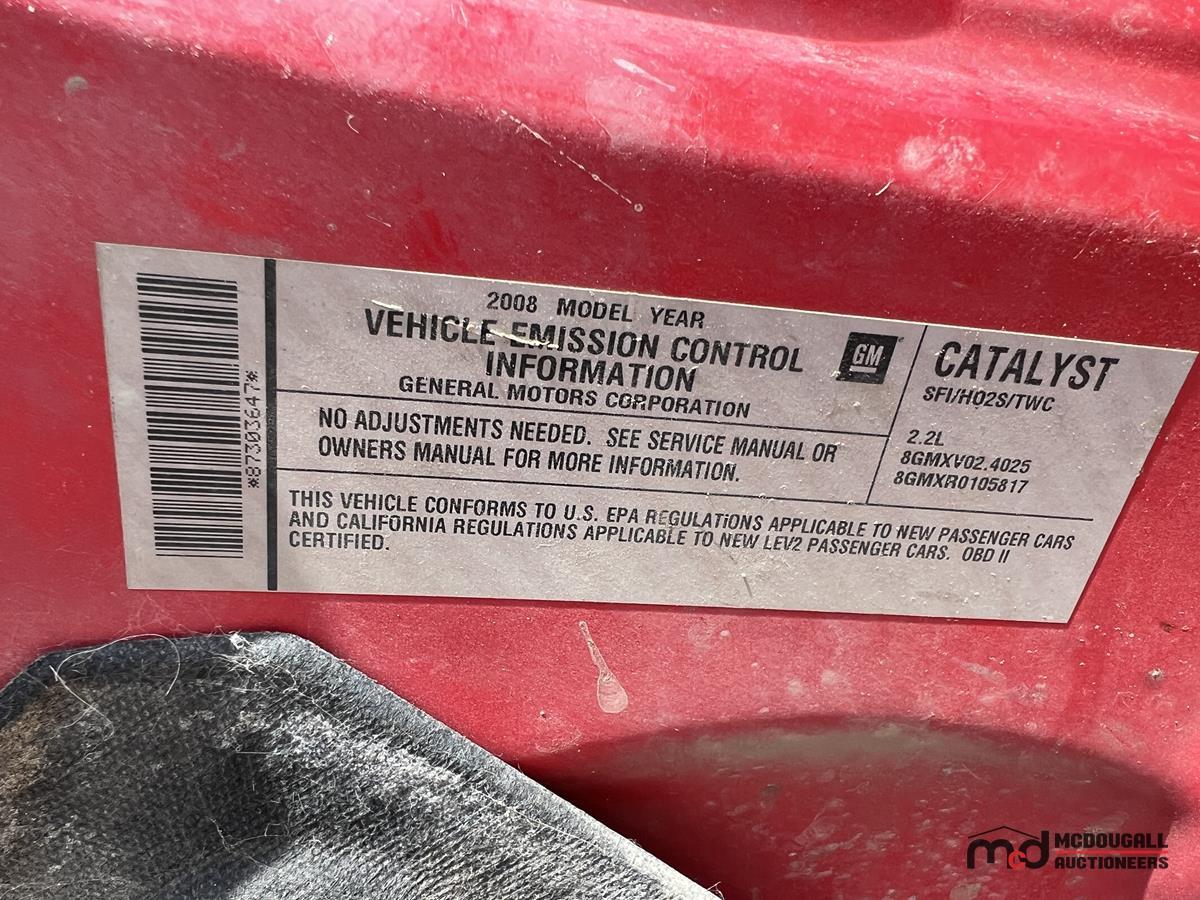 *87303647*
2008 MODEL YEAR
VEHICLE EMISSION CONTROL
INFORMATION
GENERAL MOTORS CORPORATION
GM
NO ADJUSTMENTS NEEDED. SEE SERVICE MANUAL OR
OWNERS MANUAL FOR MORE INFORMATION.
CATALYST
SFI/HO2S/TWC
2.2L
8GMXV02.4025
8GMXR0105817
THIS VEHICLE CONFORMS TO U.S. EPA REGULATIONS APPLICABLE TO NEW PASSENGER CARS
AND CALIFORNIA REGULATIONS APPLICABLE TO NEW LEV2 PASSENGER CARS. OBD II
CERTIFIED.
mcd MCDOUGALL
AUCTIONEERS